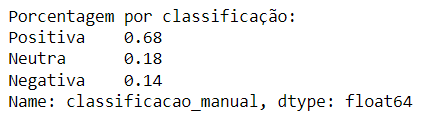 Porcentagem por classificação:
Positiva    0.68
Neutra      0.18
Negativa    0.14
Name: classificacao_manual, dtype: float64